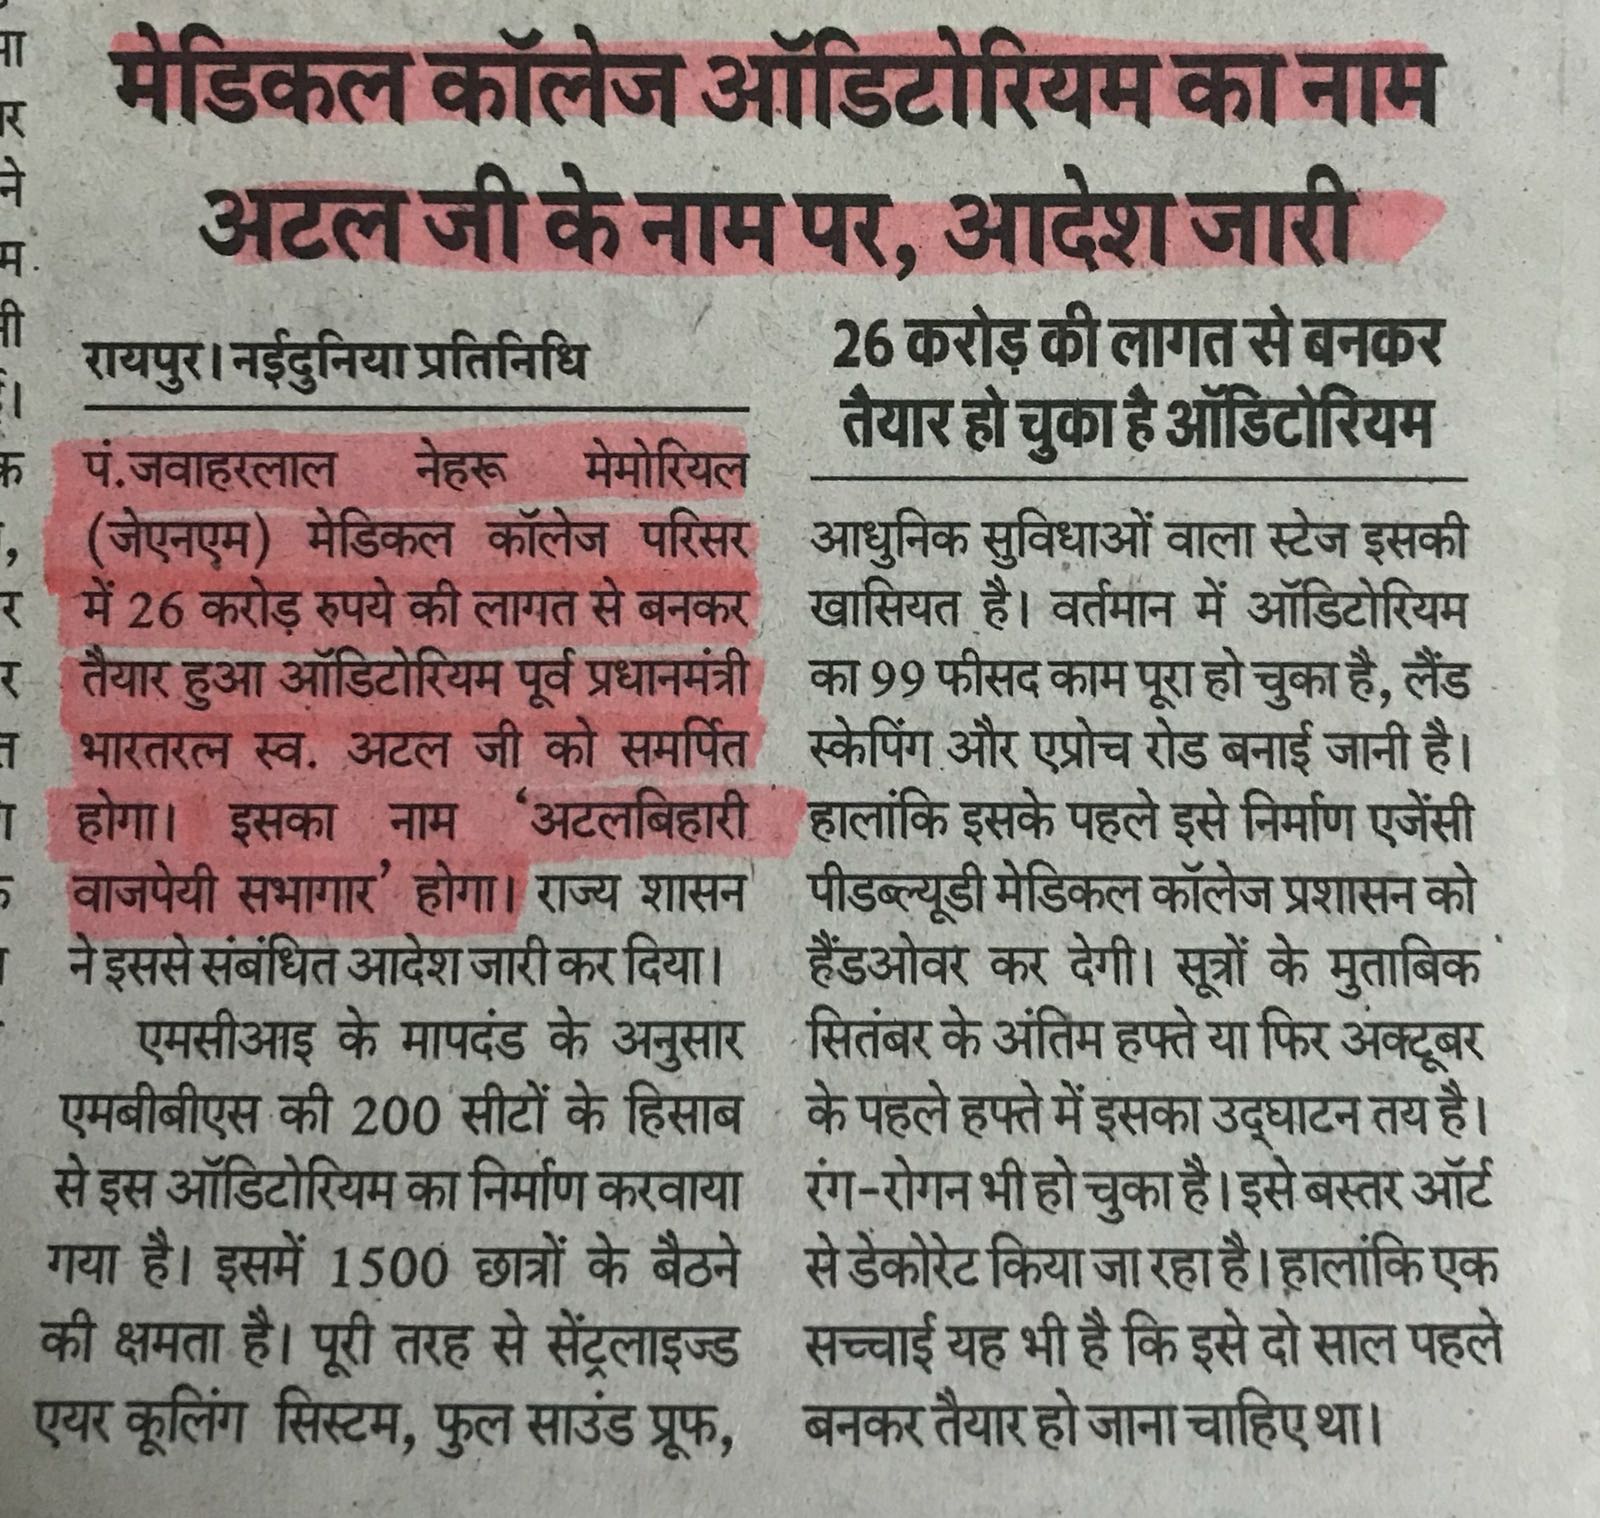 मेडिकल कॉलेज ऑडिटोरियम का नाम
अटल जी के नाम पर, आदेश जारी
रायपुर। नईदुनिया प्रतिनिधि
पं.जवाहरलाल नेहरू मेमोरियल
(जेएनएम) मेडिकल कॉलेज परिसर
में 26 करोड़ रुपये की लागत से बनकर
तैयार हुआ ऑडिटोरियम पूर्व प्रधानमंत्री
भारतरत्न स्व. अटल जी को समर्पित
होगा। इसका नाम ‘अटलबिहारी
वाजपेयी सभागार’ होगा। राज्य शासन
ने इससे संबंधित आदेश जारी कर दिया।
एमसीआइ के मापदंड के अनुसार
एमबीबीएस की 200 सीटों के हिसाब
से इस ऑडिटोरियम का निर्माण करवाया
गया है। इसमें 1500 छात्रों के बैठने
की क्षमता है। पूरी तरह से सेंट्रलाइज्ड
एयर कूलिंग सिस्टम, फुल साउंड प्रूफ,
26 करोड़ की लागत से बनकर
तैयार हो चुका है ऑडिटोरियम
आधुनिक सुविधाओं वाला स्टेज इसकी
खासियत है। वर्तमान में ऑडिटोरियम
का 99 फीसद काम पूरा हो चुका है, लैंड
स्केपिंग और एप्रोच रोड बनाई जानी है।
हालांकि इसके पहले इसे निर्माण एजेंसी
पीडब्ल्यूडी मेडिकल कॉलेज प्रशासन को
हैंडओवर कर देगी। सूत्रों के मुताबिक
सितंबर के अंतिम हफ्ते या फिर अक्टूबर
के पहले हफ्ते में इसका उद्‌घाटन तय है।
रंग-रोगन भी हो चुका है। इसे बस्तर ऑर्ट
से डेकोरेट किया जा रहा है। हालांकि एक
सच्चाई यह भी है कि इसे दो साल पहले
बनकर तैयार हो जाना चाहिए था।